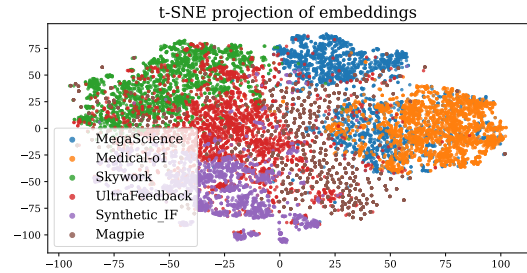 t-SNE projection of embeddings
75
50
25
0
−25
−50
−75
−100
MegaScience
Medical-o1
Skywork
UltraFeedback
Synthetic_IF
Magpie
−100 −75 −50 −25 0 25 50 75 100